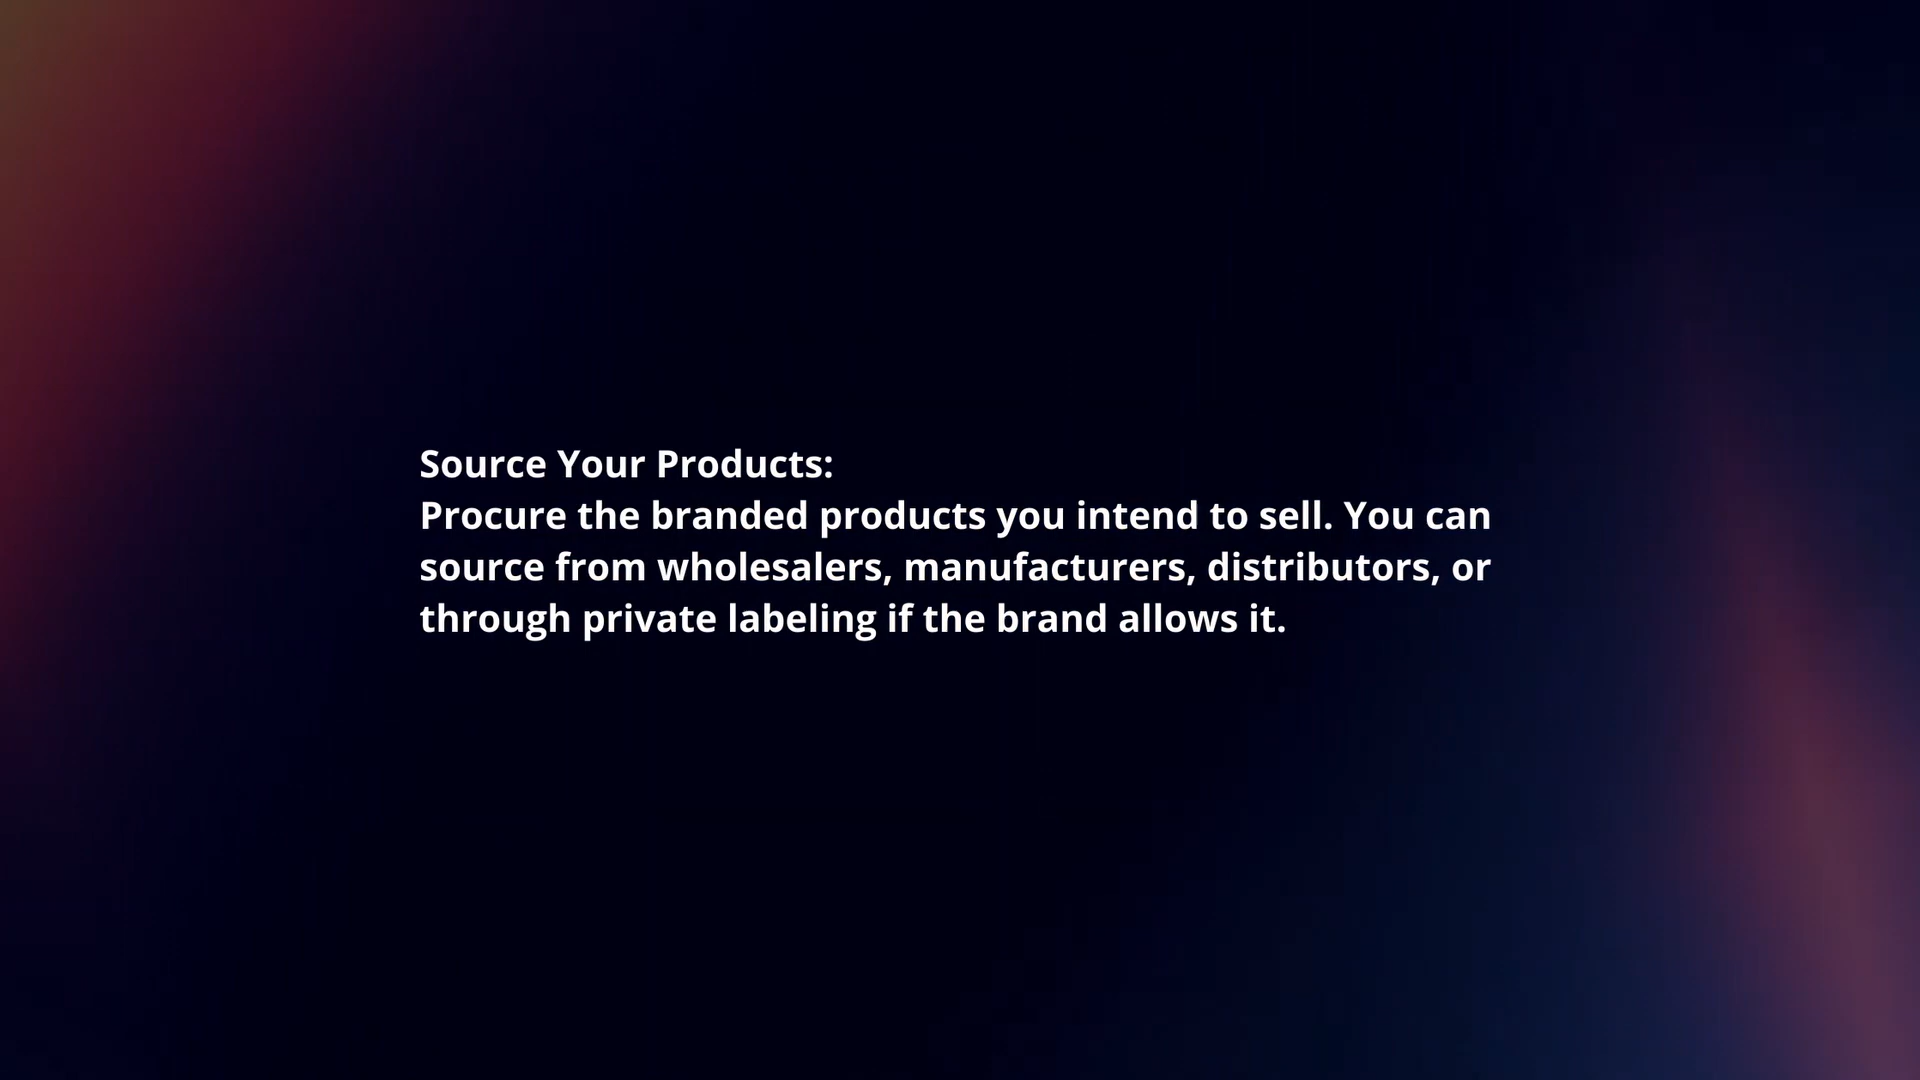 Source Your Products:
Procure the branded products you intend to sell. You can
source from wholesalers, manufacturers, distributors, or
through private labeling if the brand allows it.